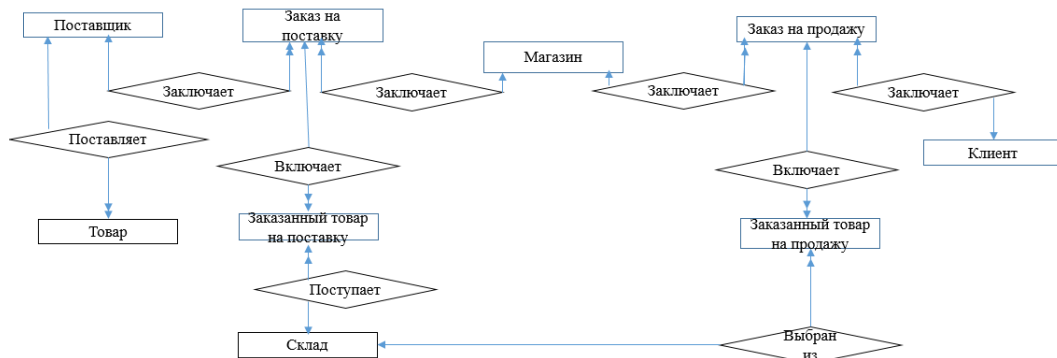 Поставщик
Заказ на
поставку
Заказ на продажу
Магазин
Заключает
Заключает
Заключает
Заключает
Поставляет
Клиент
Включает
Включает
Товар
Заказанный товар
на поставку
Заказанный товар
на продажу
Поступает
Склад
Выбран
из